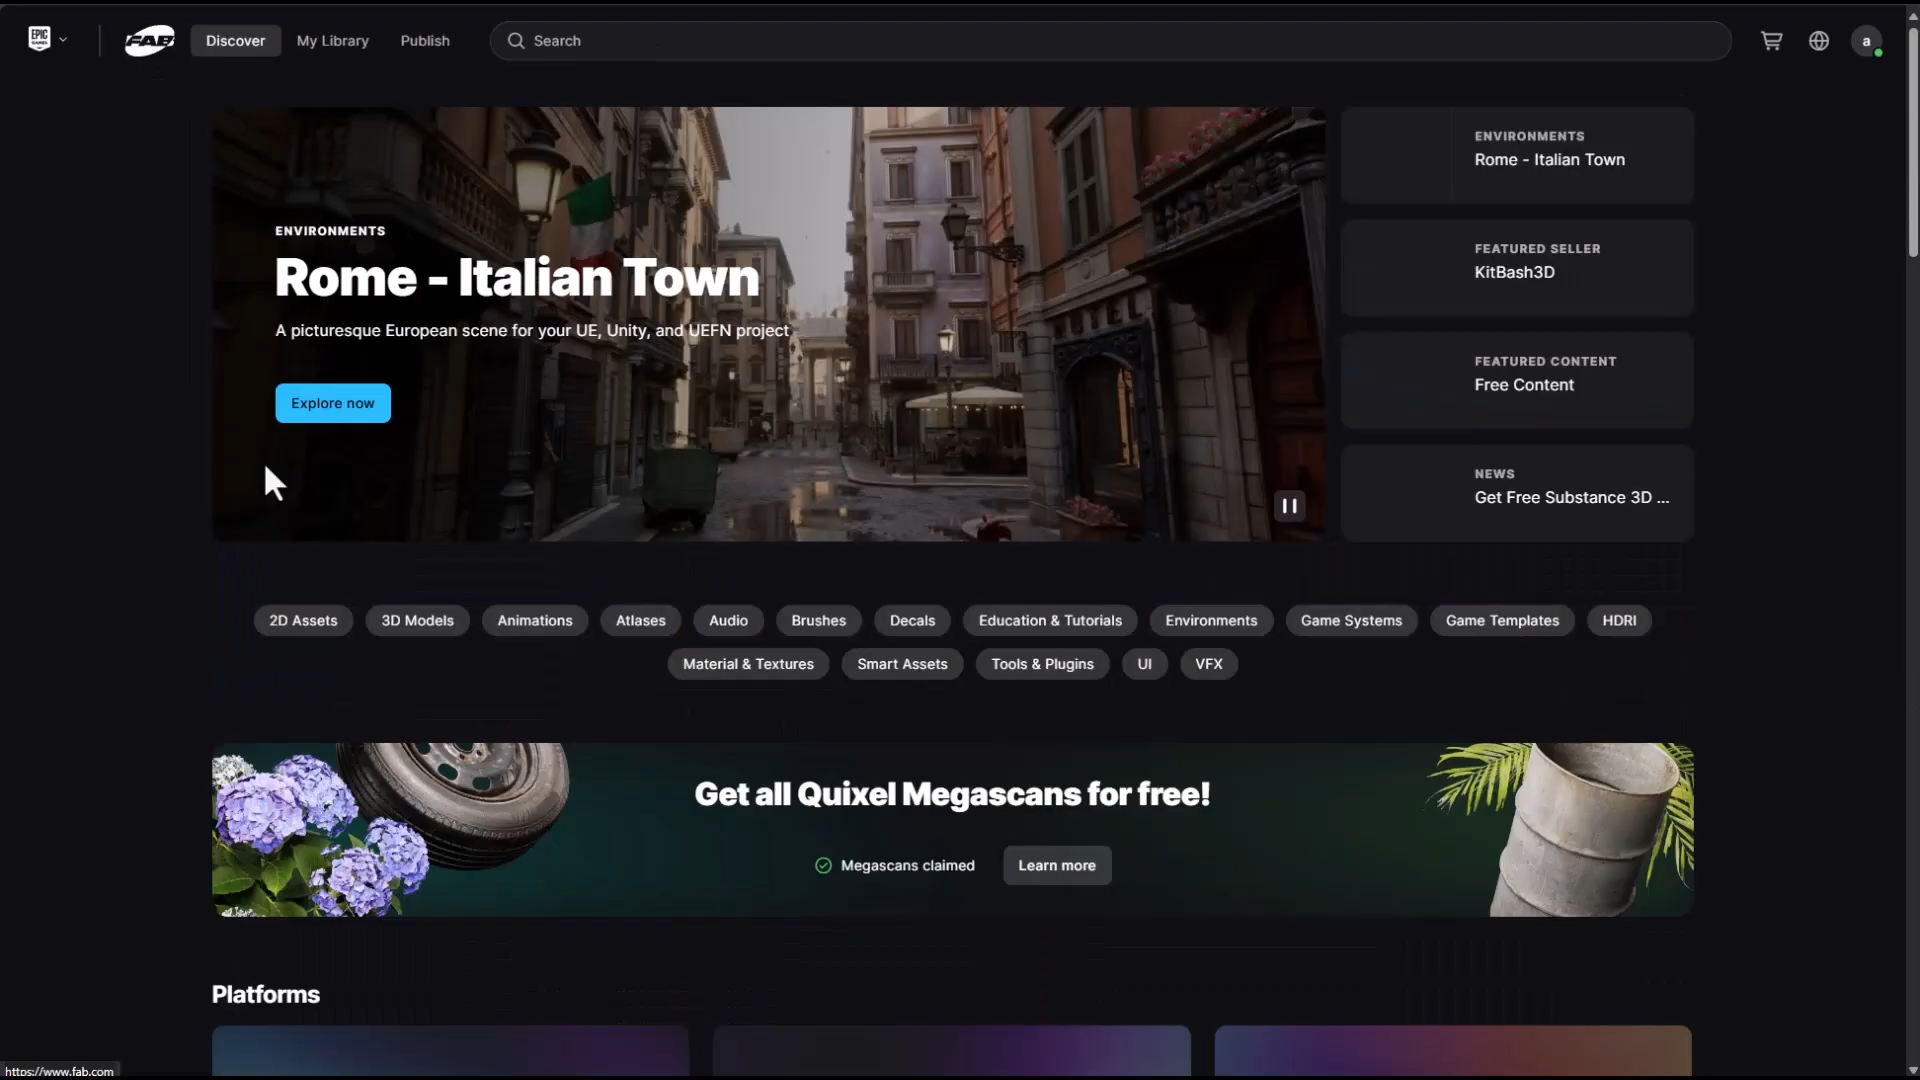 EPIC
GAMES
FAB
Discover
My Library
Publish
Search
a
ENVIRONMENTS
Rome - Italian Town
A picturesque European scene for your UE, Unity, and UEFN project
Explore now
ENVIRONMENTS
Rome - Italian Town
FEATURED SELLER
KitBash3D
FEATURED CONTENT
Free Content
NEWS
Get Free Substance 3D ...
2D Assets
3D Models
Animations
Atlases
Audio
Brushes
Decals
Education & Tutorials
Environments
Game Systems
Game Templates
HDRI
Material & Textures
Smart Assets
Tools & Plugins
UI
VFX
Get all Quixel Megascans for free!
Megascans claimed
Learn more
Platforms
https://www.fab.com